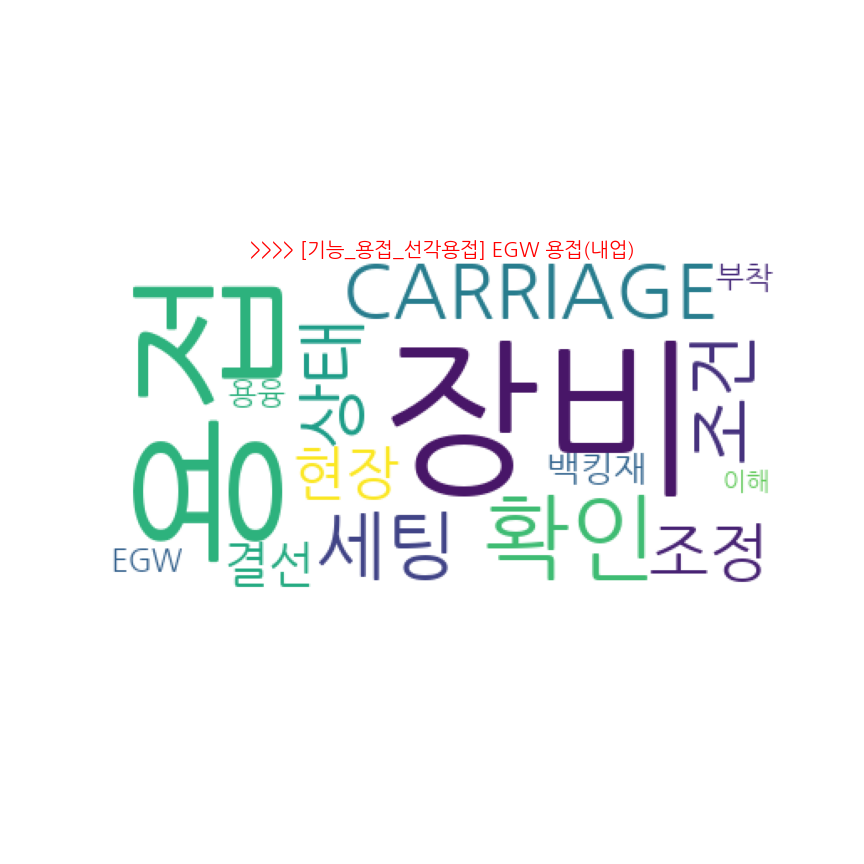 >>>> [기능_용접_선각용접] EGW 용접(내업)
CARRIAGE
부착
용접
상태
장비
조건
용융
현장
백킹재
이해
확인
세팅
조정
EGW
결선